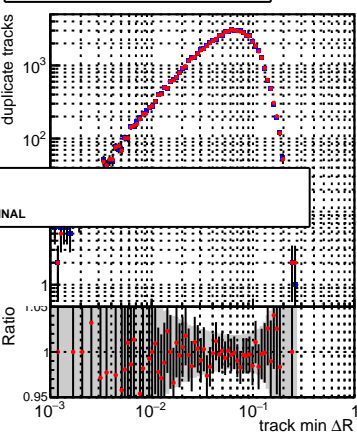 duplicate tracks
10³
10²
INAL
1
Ratio
1.05
1
0.95
10⁻³
10⁻²
10⁻¹
1
track min ΔR